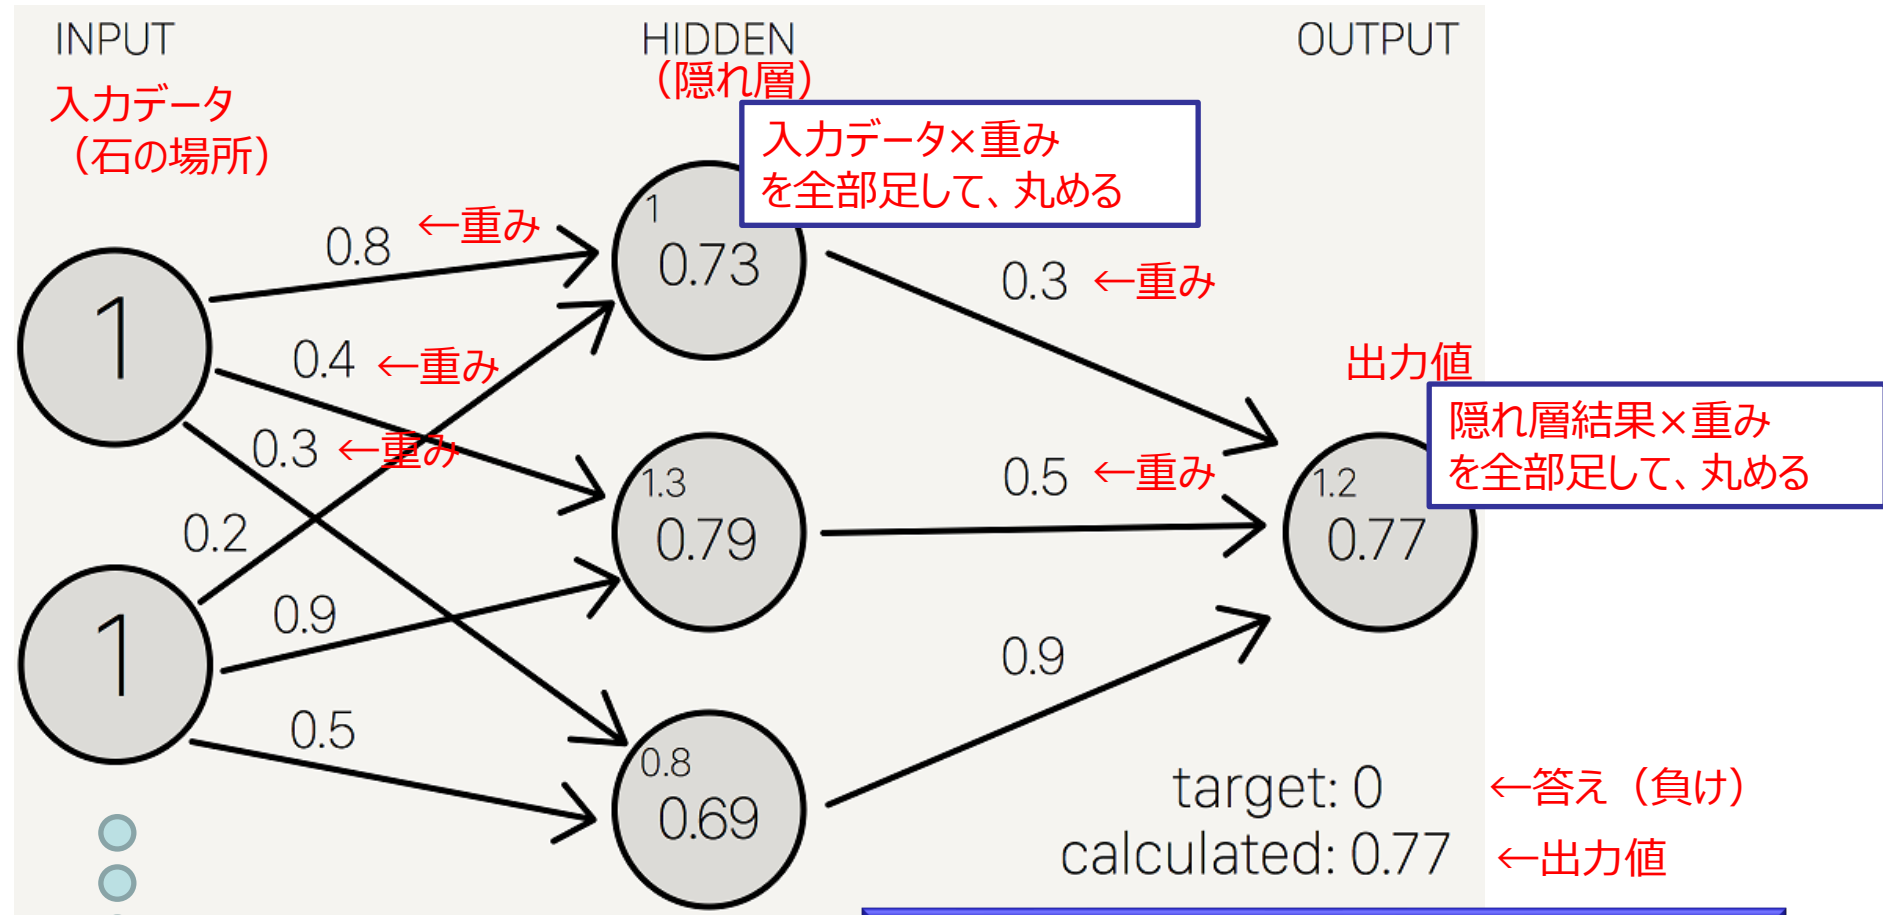 INPUT
HIDDEN
OUTPUT
入力データ
（石の場所）
（隠れ層）
入力データ×重み
を全部足して、丸める
1
0.73
0.8 ←重み
0.3 ←重み
1
0.4 ←重み
出力値
隠れ層結果×重み
を全部足して、丸める
0.3 ←重み
1.3
0.79
0.5 ←重み
1.2
0.77
0.2
0.9
1
0.9
0.5
0.8
0.69
target: 0 ←答え（負け）
calculated: 0.77 ←出力値